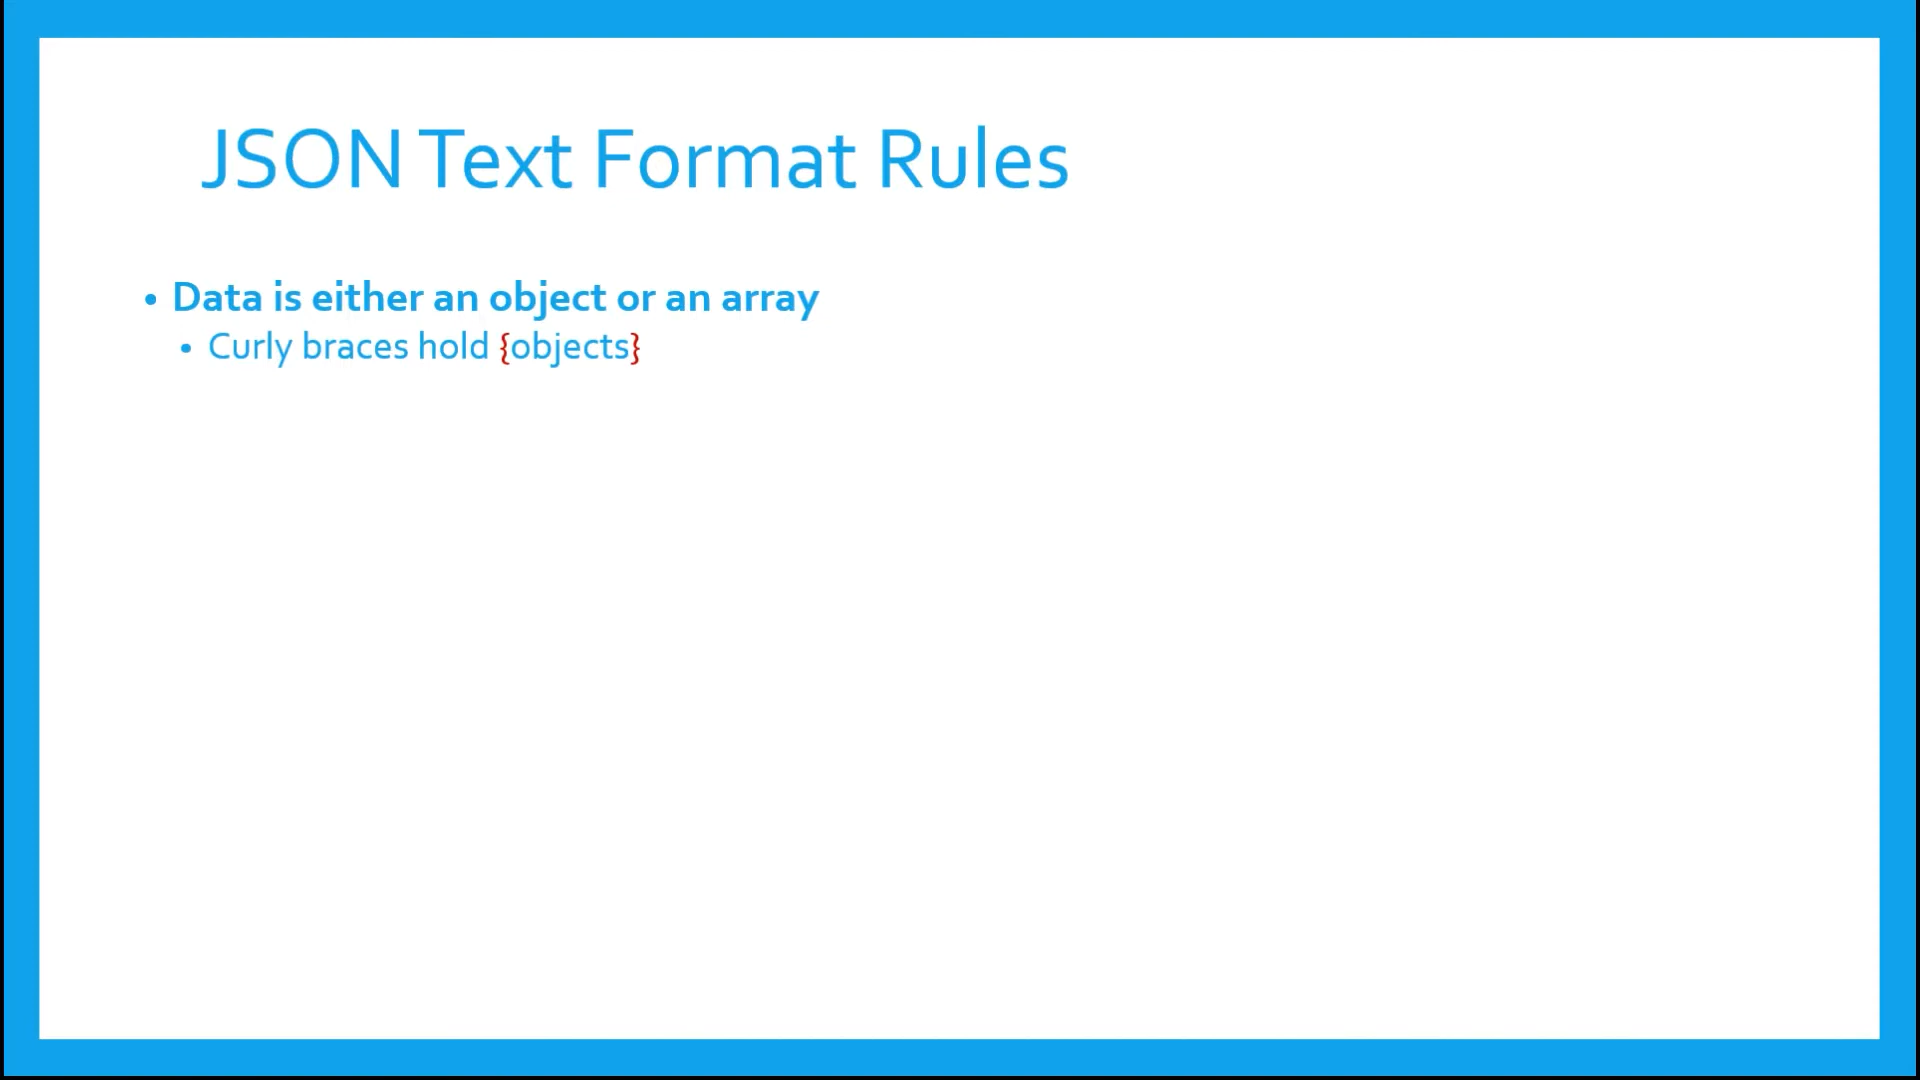 JSON Text Format Rules
• Data is either an object or an array
• Curly braces hold {objects}